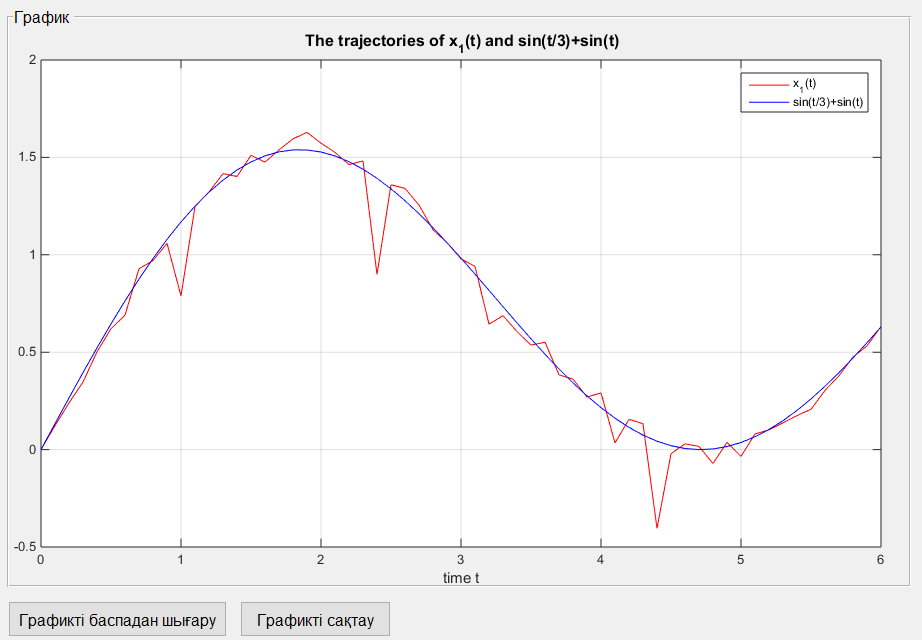 График
The trajectories of x₁(t) and sin(t/3)+sin(t)
x₁(t)
sin(t/3)+sin(t)
2
1.5
1
0.5
0
-0.5
0 1 2 3 4 5 6
time t
Графикті баспадан шығару Графикті сақтау